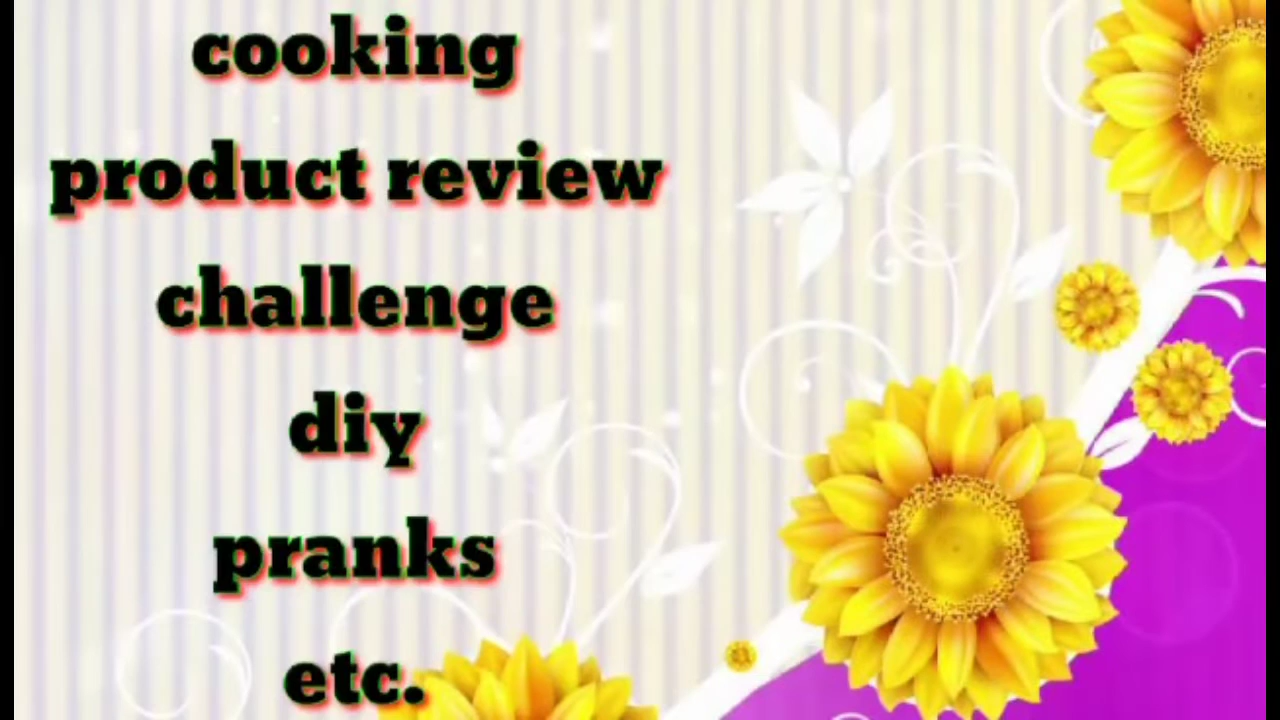 cooking
product review
challenge
diy
pranks
etc.